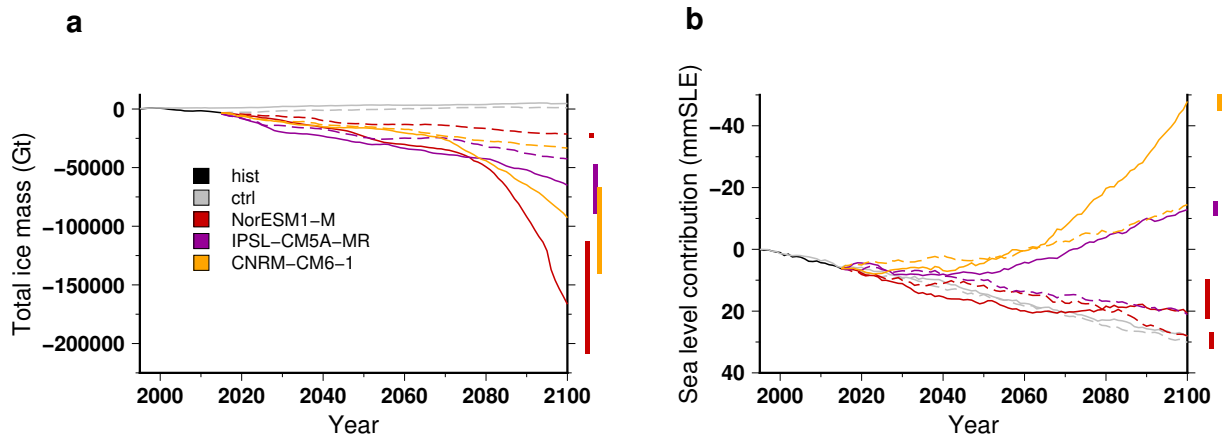 a
Total ice mass (Gt)
0
−50000
−100000
−150000
−200000
hist
ctrl
NorESM1−M
IPSL−CM5A−MR
CNRM−CM6−1
2000 2020 2040 2060 2080 2100
Year
b
Sea level contribution (mmSLE)
−40
−20
0
20
40
2000 2020 2040 2060 2080 2100
Year